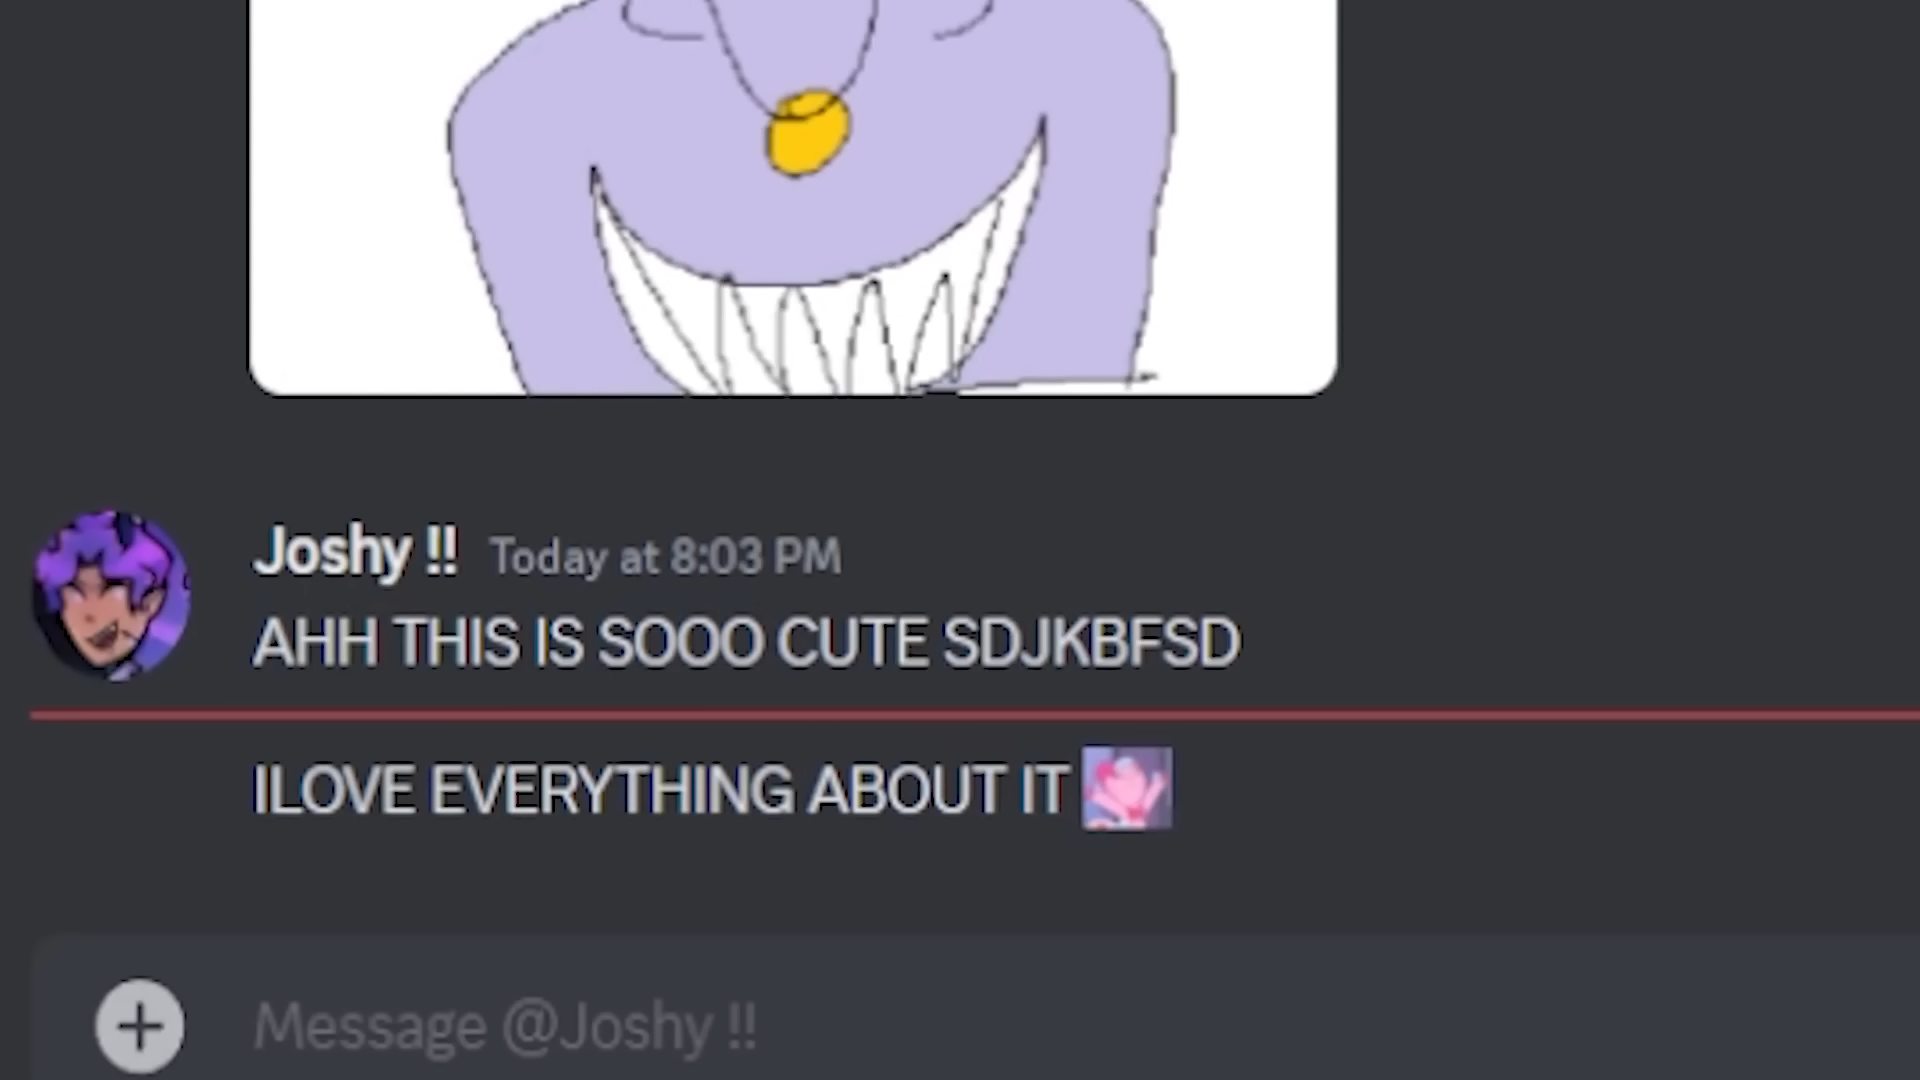 Joshy !! Today at 8:03 PM
AHH THIS IS SOOO CUTE SDJKBFSD
ILOVE EVERYTHING ABOUT IT
Message @Joshy !!